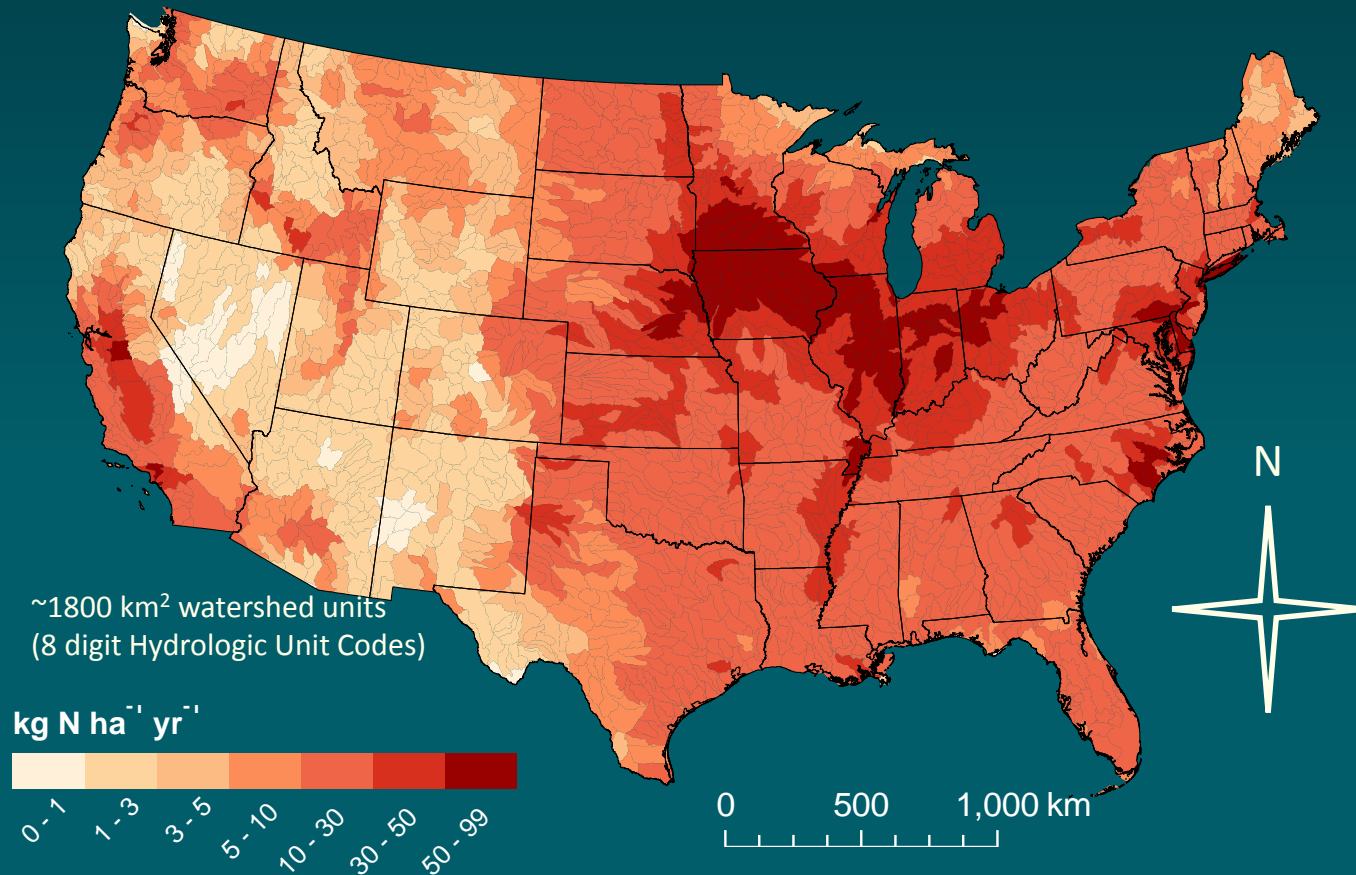 N
~1800 km² watershed units
(8 digit Hydrologic Unit Codes)
kg N ha⁻¹ yr⁻¹
0 - 1
1 - 3
3 - 5
5 - 10
10 - 30
30 - 50
50 - 99
0 500 1,000 km